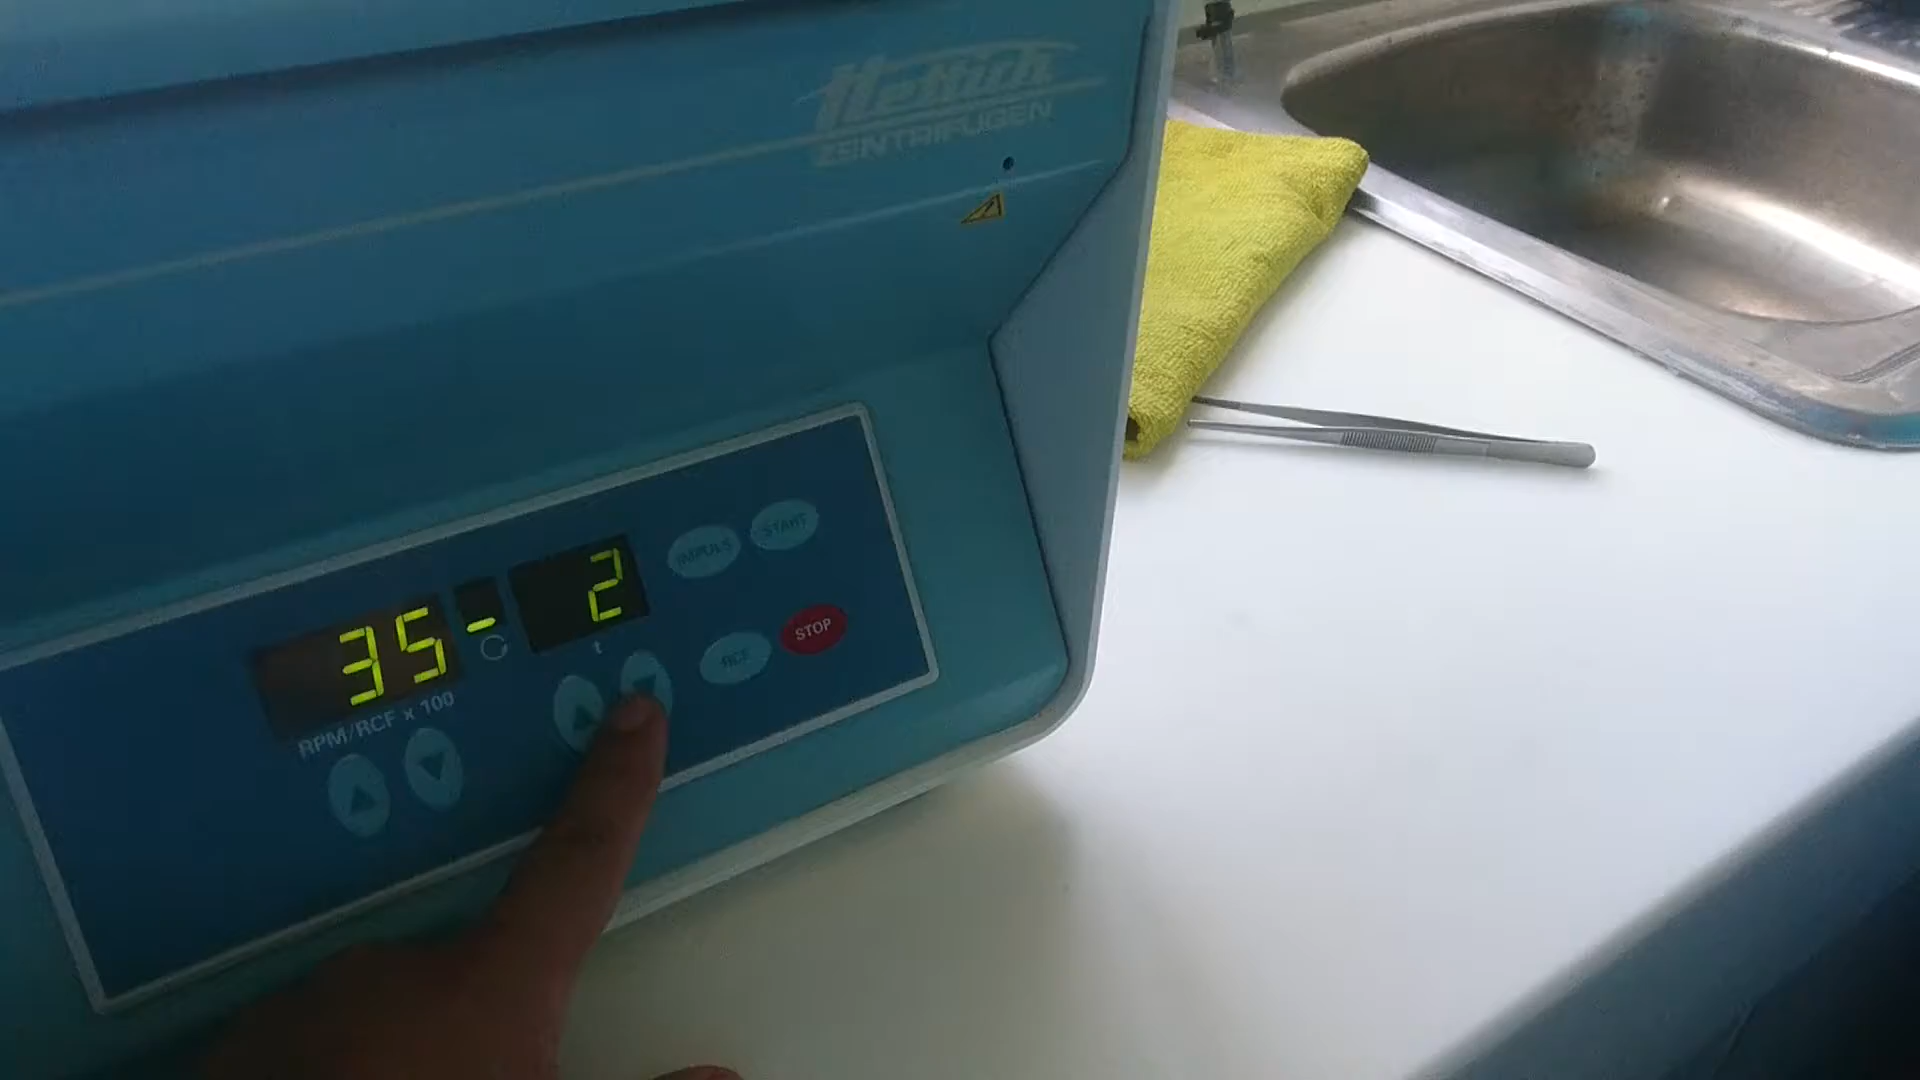 Hettich
ZENTRIFUGEN
IMPULS
START
35
-
2
t
RPM/RCF x 100
RCF
STOP